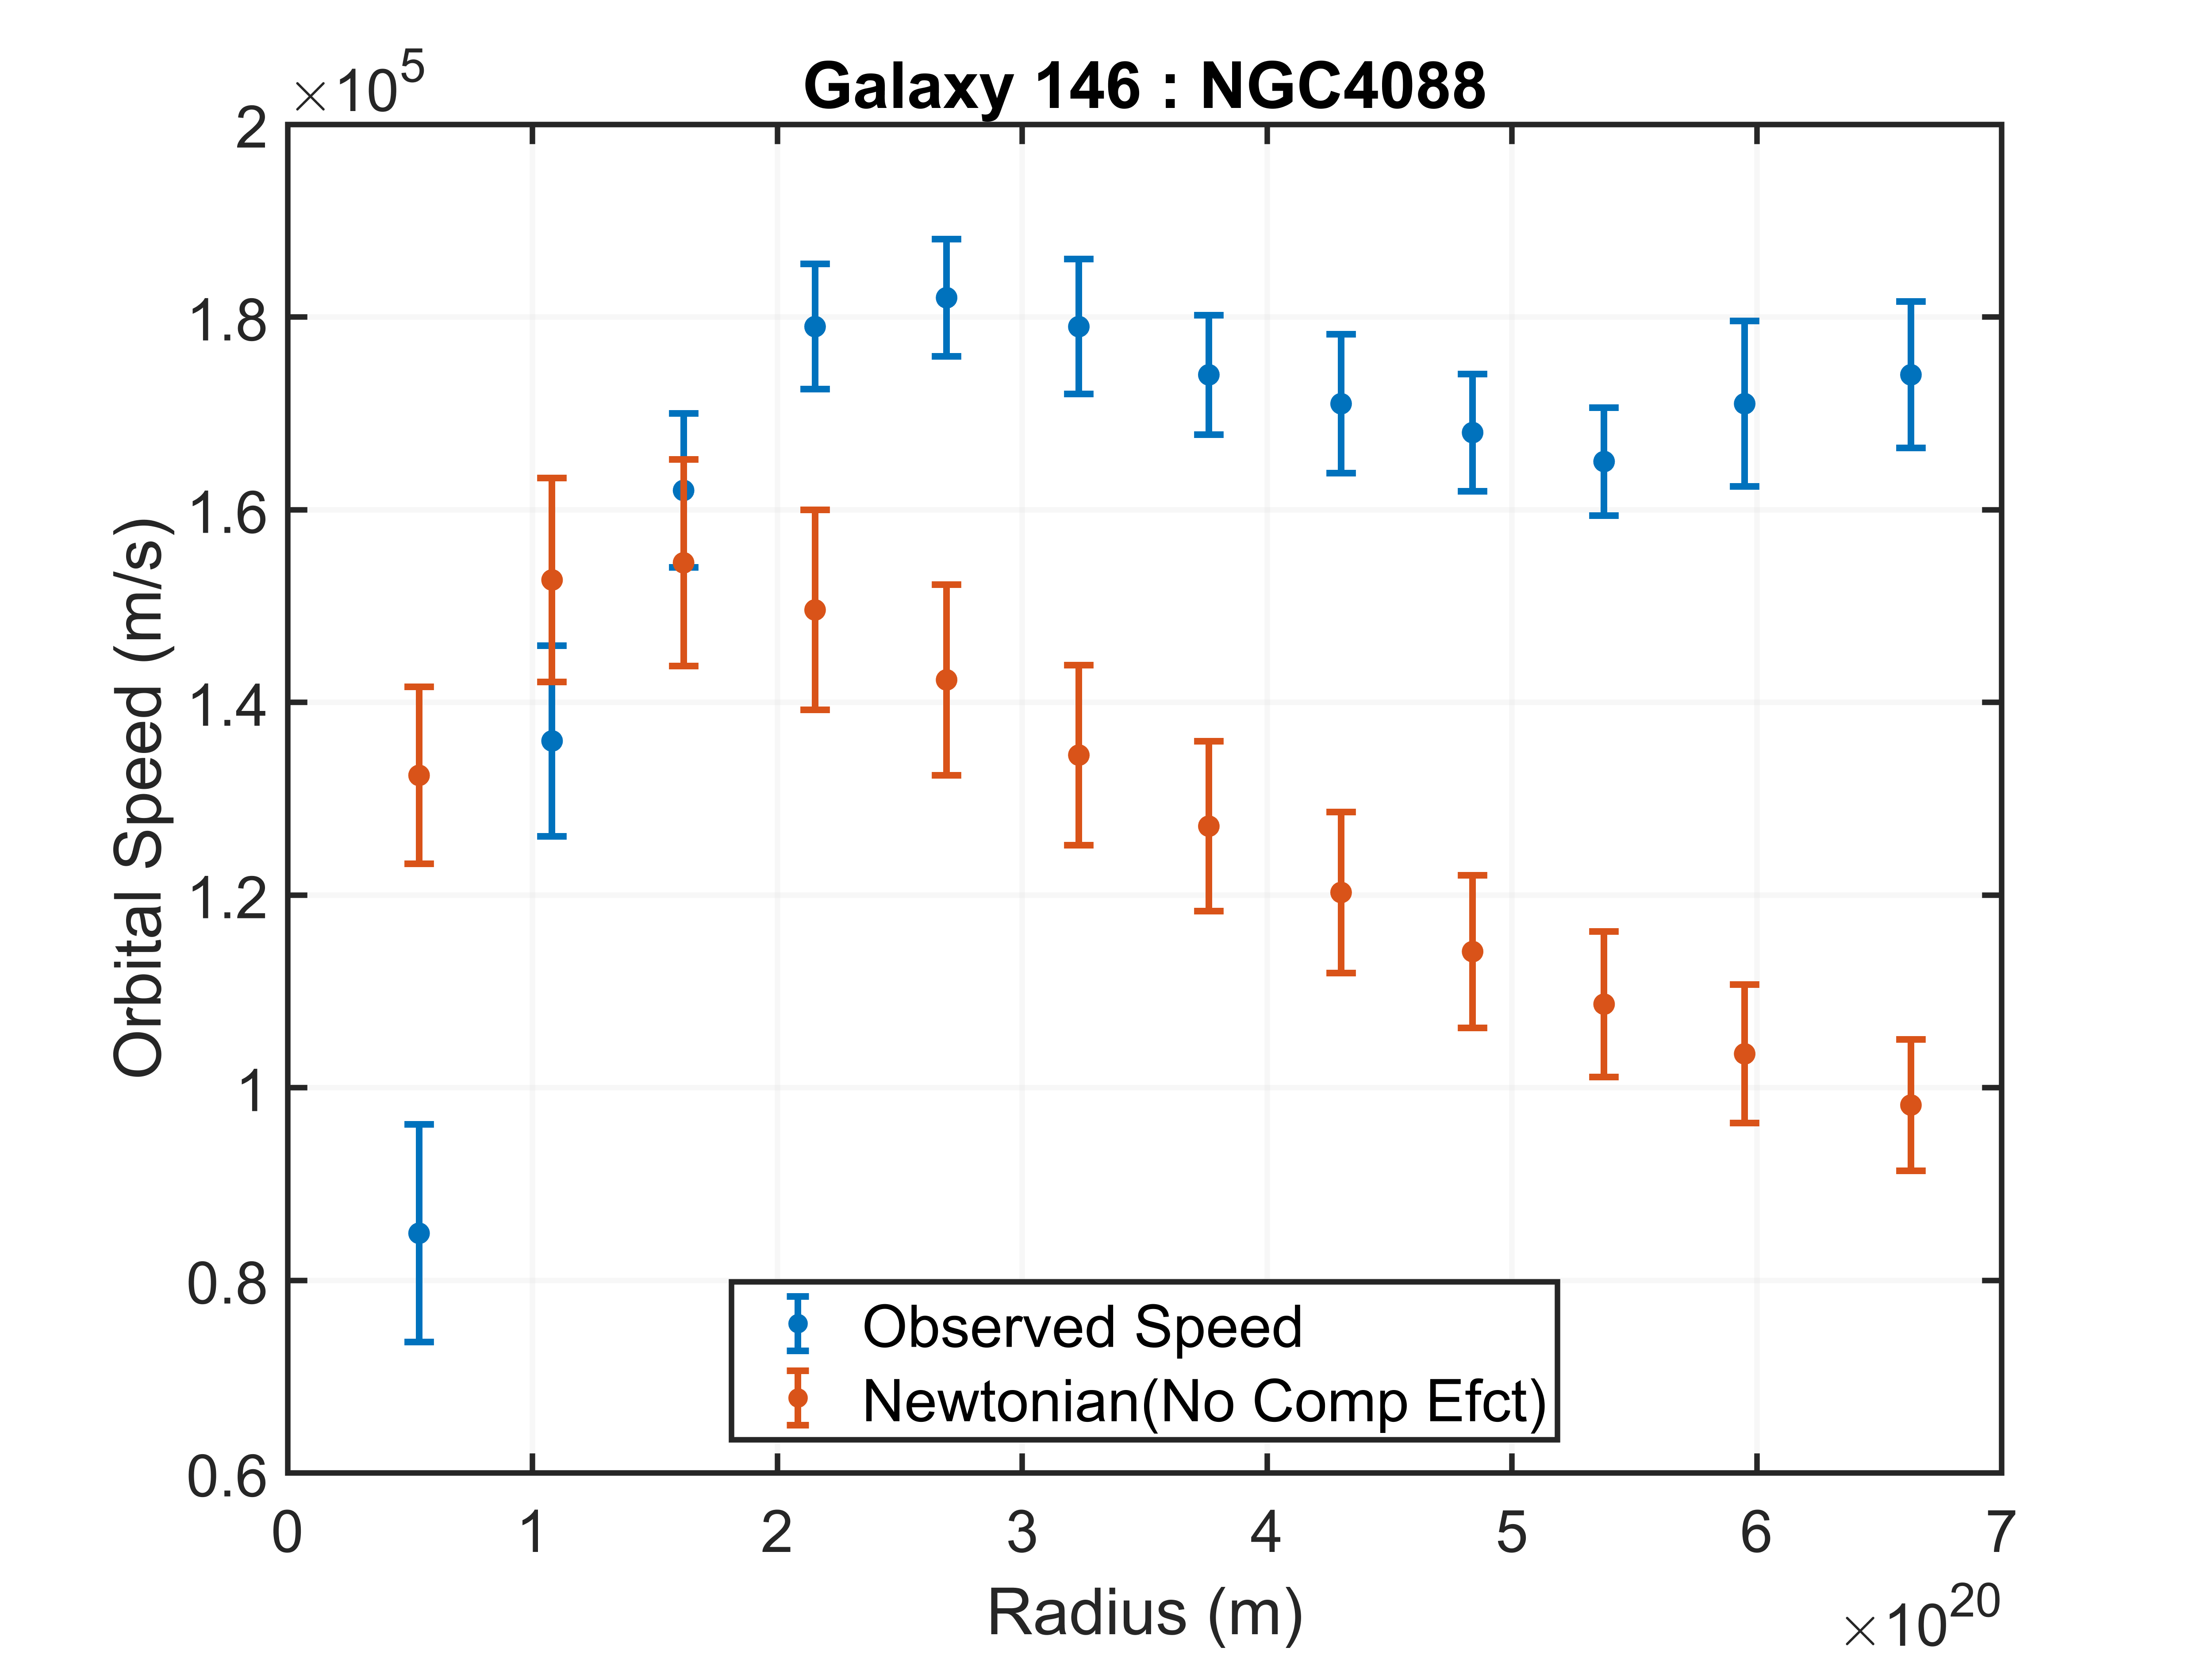 Galaxy 146 : NGC4088
×10^5
2
1.8
1.6
1.4
1.2
1
0.8
0.6
Orbital Speed (m/s)
Observed Speed
Newtonian(No Comp Efct)
0 1 2 3 4 5 6 7
Radius (m)
×10^20